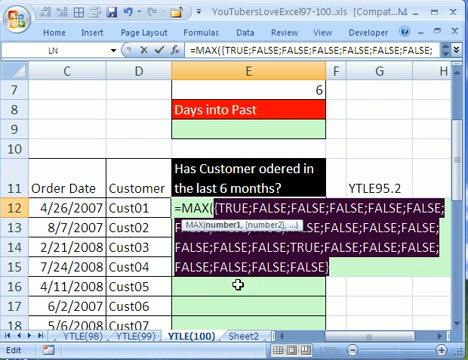 YouTubersLoveExcel97-100..xls [Compat...
Home Insert Page Layout Formulas Data Review View Developer
LN fx =MAX({TRUE;FALSE;FALSE;FALSE;FALSE;FALSE;
C D E F G H
7 6
8 Days into Past
9
10
Has Customer odered in
11 Order Date Customer the last 6 months? YTLE95.2
12 4/26/2007 Cust01 =MAX({TRUE;FALSE;FALSE;FALSE;FALSE;FALSE;
MAX(number1, [number2], ...)
13 8/7/2007 Cust02
14 2/21/2008 Cust03 FALSE;FALSE;FALSE;TRUE;FALSE;FALSE;
15 7/24/2008 Cust04 FALSE;FALSE;FALSE;FALSE}
16 4/11/2008 Cust05
17 6/2/2007 Cust06
18 5/6/2008 Cust07
YTLE(98) YTLE(99) YTLE(100) Sheet2
Edit 130%